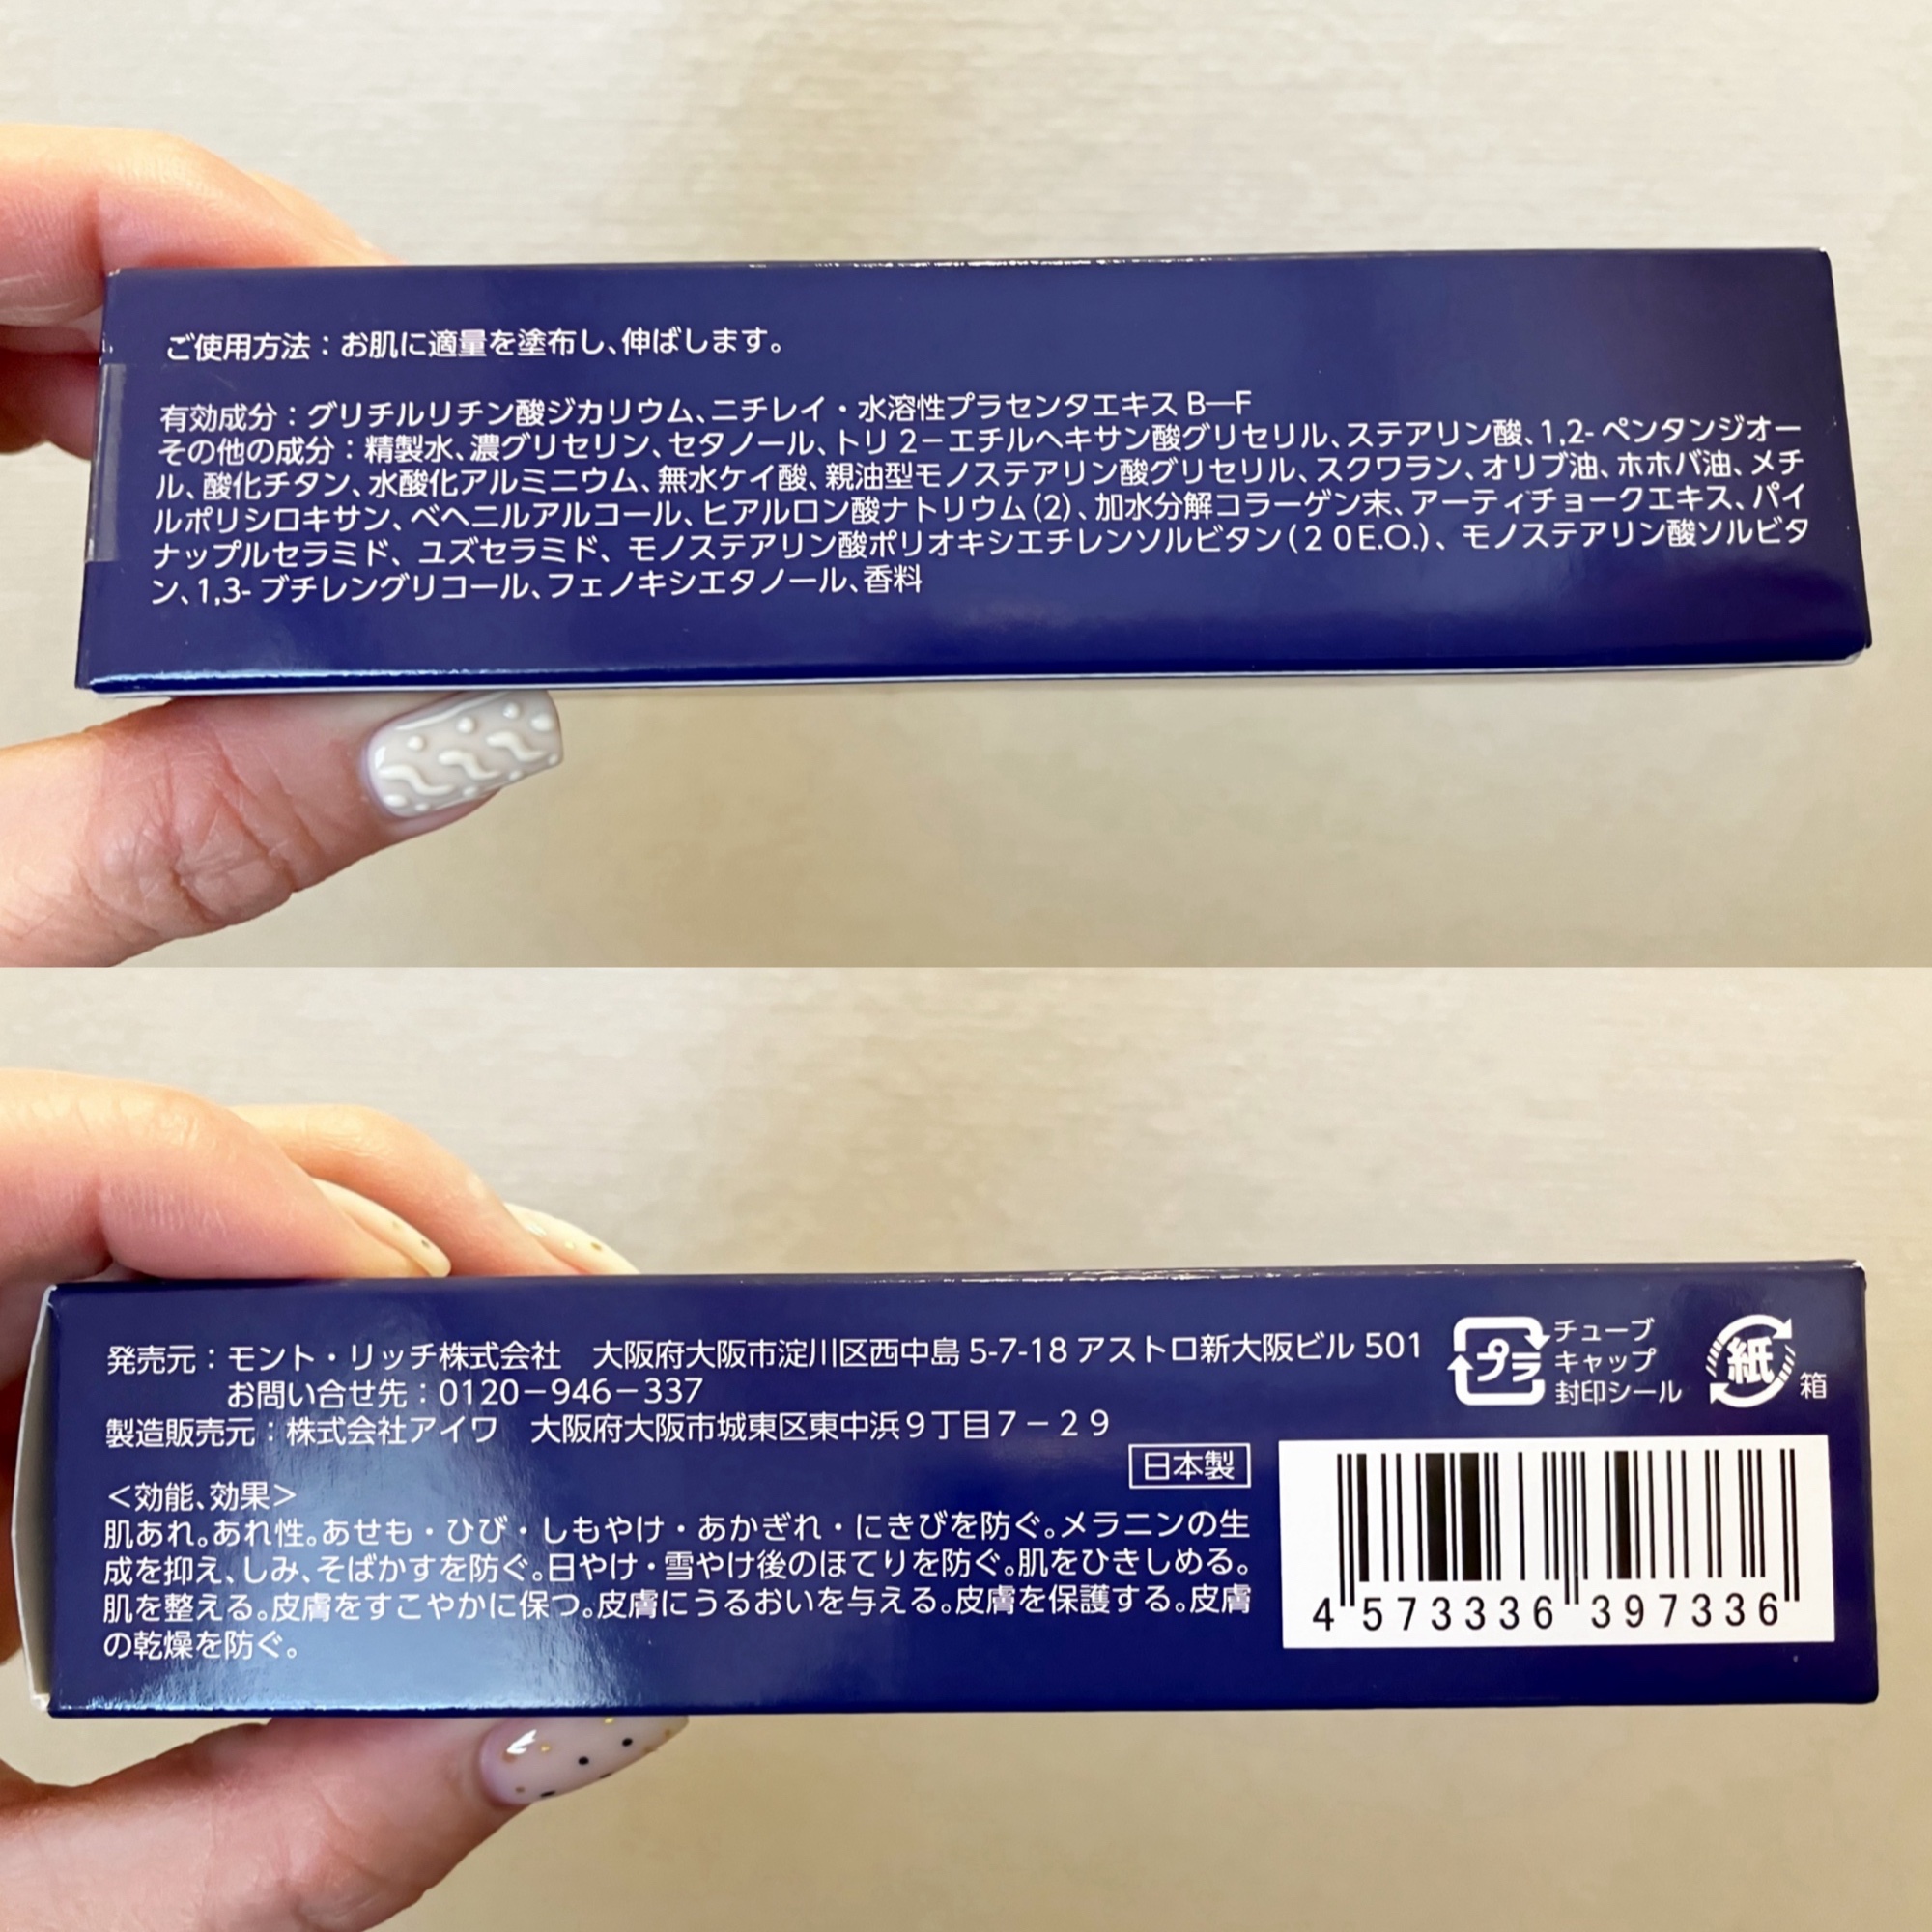 ご使用方法：お肌に適量を塗布し、伸ばします。
有効成分：グリチルリチン酸ジカリウム、ニチレイ・水溶性プラセンタエキス B—F
その他の成分：精製水、濃グリセリン、セタノール、トリ 2－エチルヘキサン酸グリセリル、ステアリン酸、1,2- ペンタンジオー
ル、酸化チタン、水酸化アルミニウム、無水ケイ酸、親油型モノステアリン酸グリセリル、スクワラン、オリブ油、ホホバ油、メチ
ルポリシロキサン、ベヘニルアルコール、ヒアルロン酸ナトリウム（2）、加水分解コラーゲン末、アーティチョークエキス、パイ
ナップルセラミド、ユズセラミド、モノステアリン酸ポリオキシエチレンソルビタン（２０E.O.）、モノステアリン酸ソルビタ
ン、1,3- ブチレングリコール、フェノキシエタノール、香料
発売元：モント・リッチ株式会社　大阪府大阪市淀川区西中島 5-7-18 アストロ新大阪ビル 501
お問い合せ先：0120－946－337
製造販売元：株式会社アイワ　大阪府大阪市城東区東中浜９丁目７－２９
プラ
チューブ
キャップ
封印シール
紙
箱
日本製
＜効能、効果＞
肌あれ。あれ性。あせも・ひび・しもやけ・あかぎれ・にきびを防ぐ。メラニンの生
成を抑え、しみ、そばかすを防ぐ。日やけ・雪やけ後のほてりを防ぐ。肌をひきしめる。
肌を整える。皮膚をすこやかに保つ。皮膚にうるおいを与える。皮膚を保護する。皮膚
の乾燥を防ぐ。
4 573336 397336